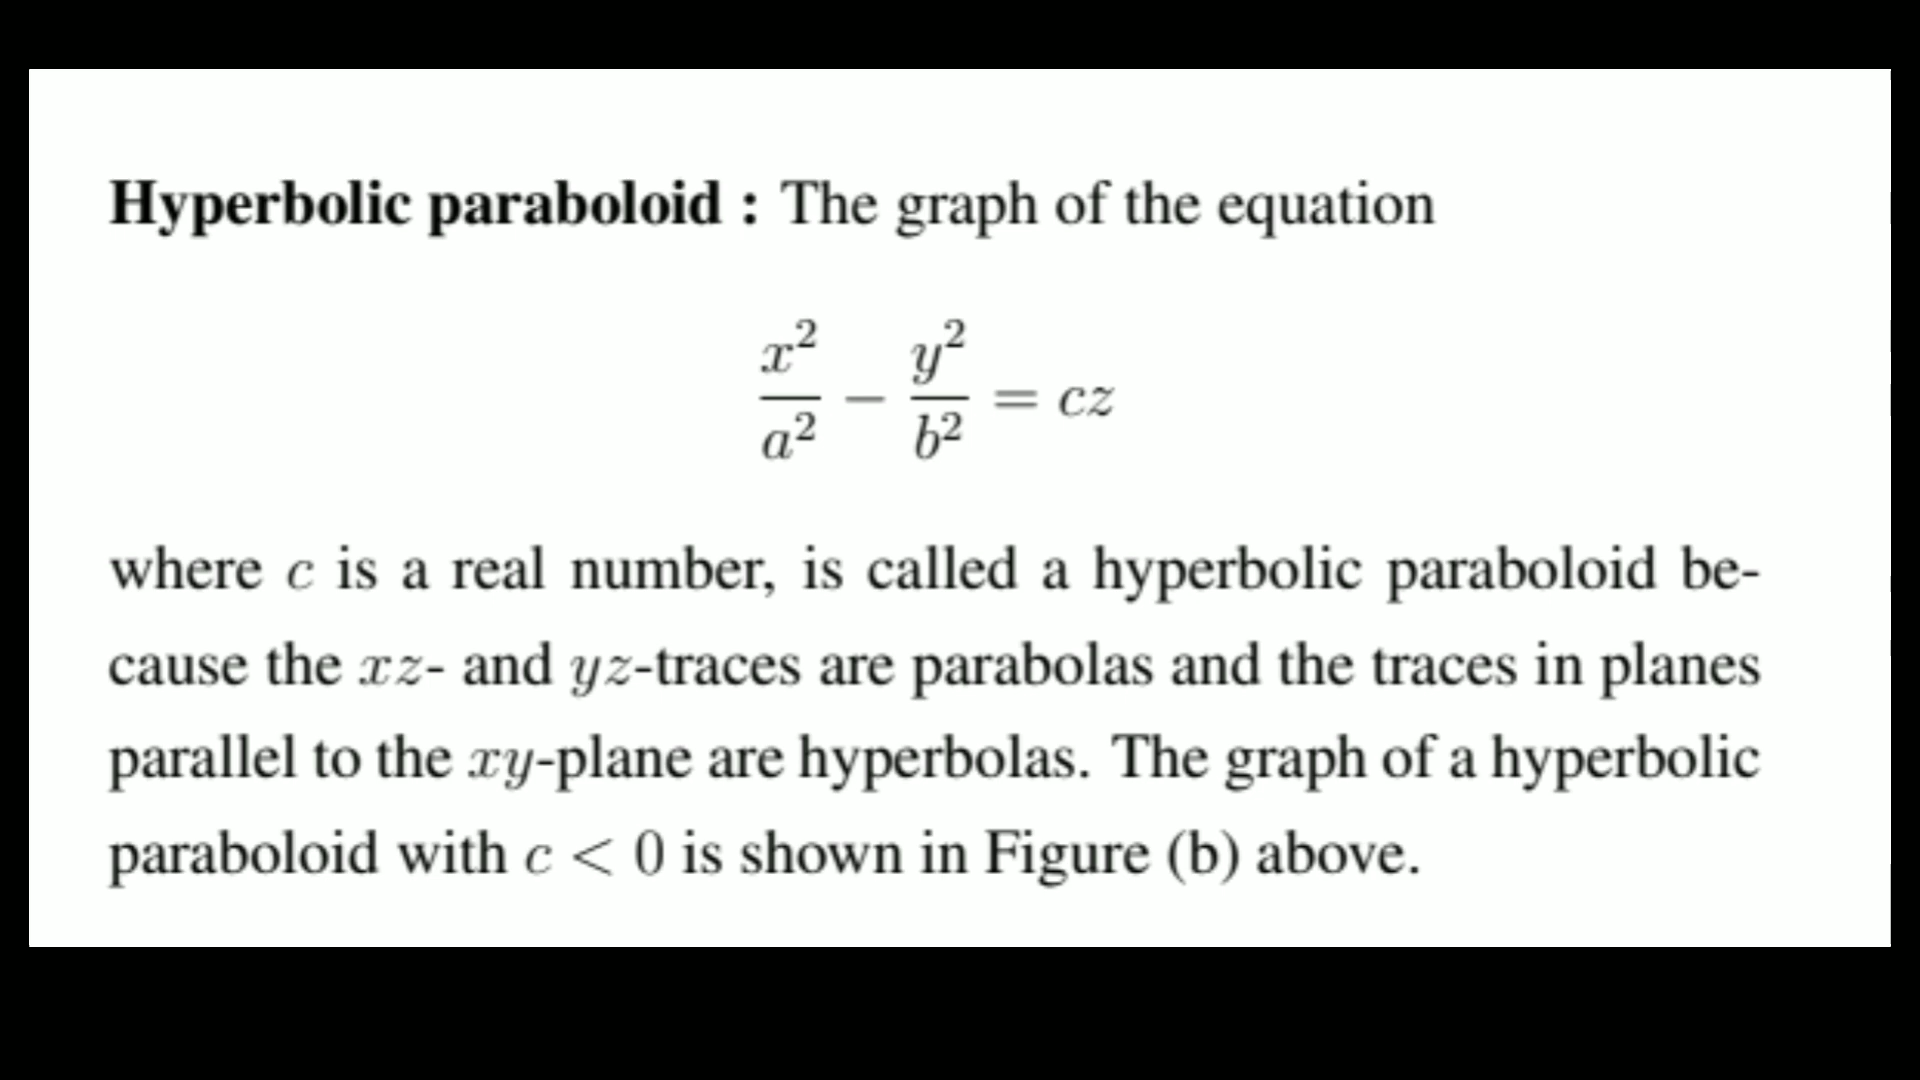 Hyperbolic paraboloid : The graph of the equation
x²/a² − y²/b² = cz
where c is a real number, is called a hyperbolic paraboloid be-
cause the xz- and yz-traces are parabolas and the traces in planes
parallel to the xy-plane are hyperbolas. The graph of a hyperbolic
paraboloid with c < 0 is shown in Figure (b) above.